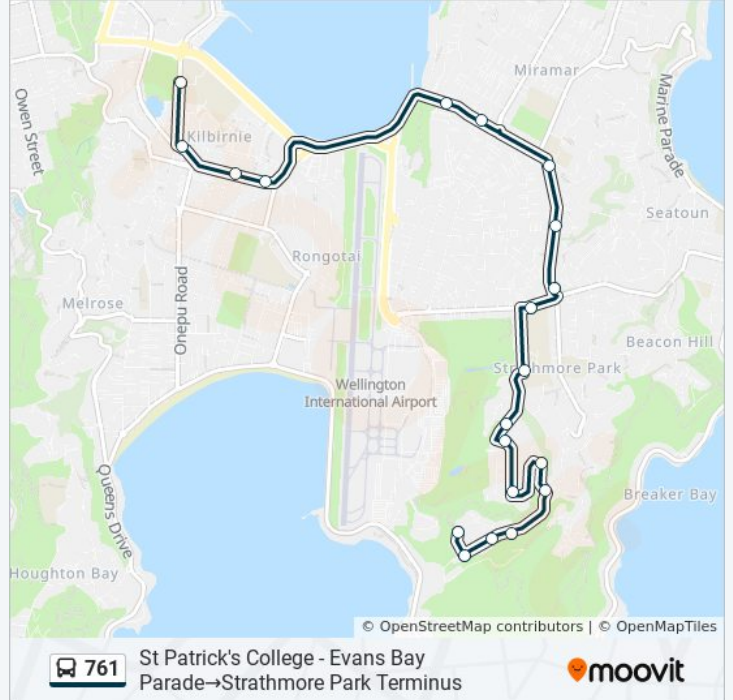 Miramar
Owen Street
Marine Parade
Kilbirnie
Seatoun
Rongotai
Onepu Road
Melrose
Beacon Hill
Strathmore Park
Wellington
International Airport
Queens Drive
Breaker Bay
Houghton Bay
© OpenStreetMap contributors | © OpenMapTiles
761
St Patrick's College - Evans Bay
Parade→Strathmore Park Terminus
moovit